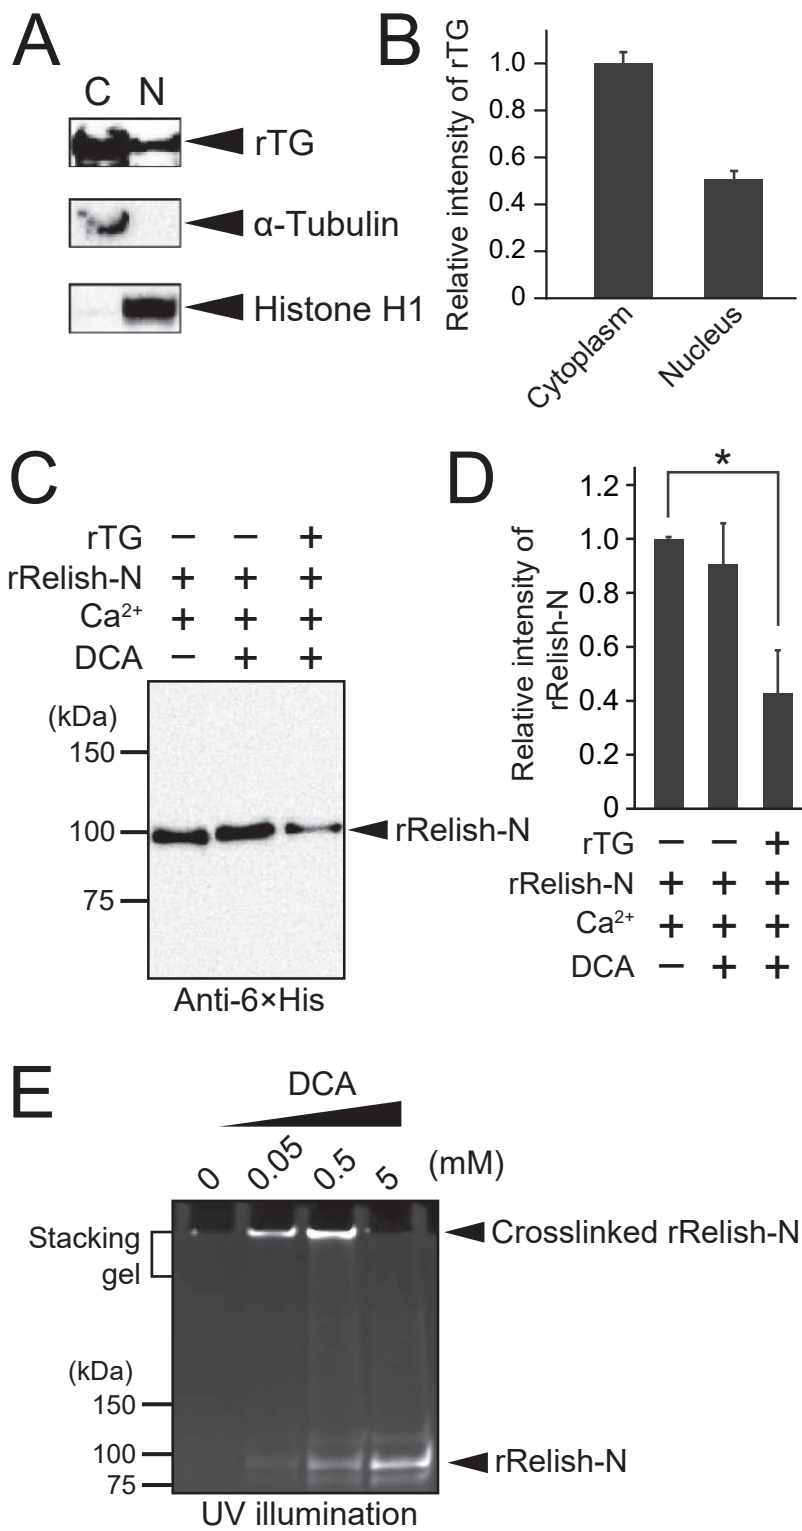 A
C N
rTG
α-Tubulin
Histone H1
B
Relative intensity of rTG
1.0
0.8
0.6
0.4
0.2
0
Cytoplasm
Nucleus
C
rTG − − +
rRelish-N + + +
Ca²⁺ + + +
DCA − + +
(kDa)
150
100
75
rRelish-N
Anti-6×His
D
Relative intensity of
rRelish-N
*
1.2
1.0
0.8
0.6
0.4
0.2
0
rTG − − +
rRelish-N + + +
Ca²⁺ + + +
DCA − + +
E
DCA
0 0.05 0.5 5 (mM)
Stacking
gel
Crosslinked rRelish-N
(kDa)
150
100
75
rRelish-N
UV illumination